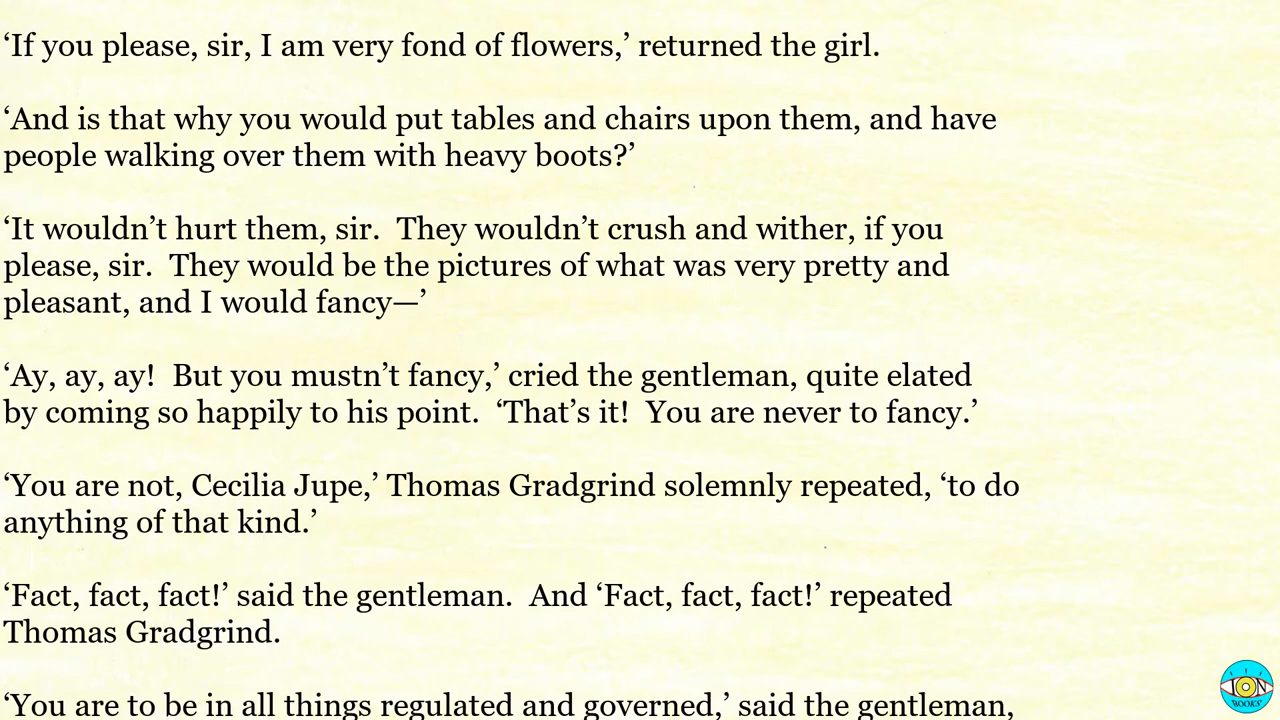 ‘If you please, sir, I am very fond of flowers,’ returned the girl.
‘And is that why you would put tables and chairs upon them, and have
people walking over them with heavy boots?’
‘It wouldn’t hurt them, sir.  They wouldn’t crush and wither, if you
please, sir.  They would be the pictures of what was very pretty and
pleasant, and I would fancy—’
‘Ay, ay, ay!  But you mustn’t fancy,’ cried the gentleman, quite elated
by coming so happily to his point.  ‘That’s it!  You are never to fancy.’
‘You are not, Cecilia Jupe,’ Thomas Gradgrind solemnly repeated, ‘to do
anything of that kind.’
‘Fact, fact, fact!’ said the gentleman.  And ‘Fact, fact, fact!’ repeated
Thomas Gradgrind.
‘You are to be in all things regulated and governed,’ said the gentleman,
ION
BOOKS